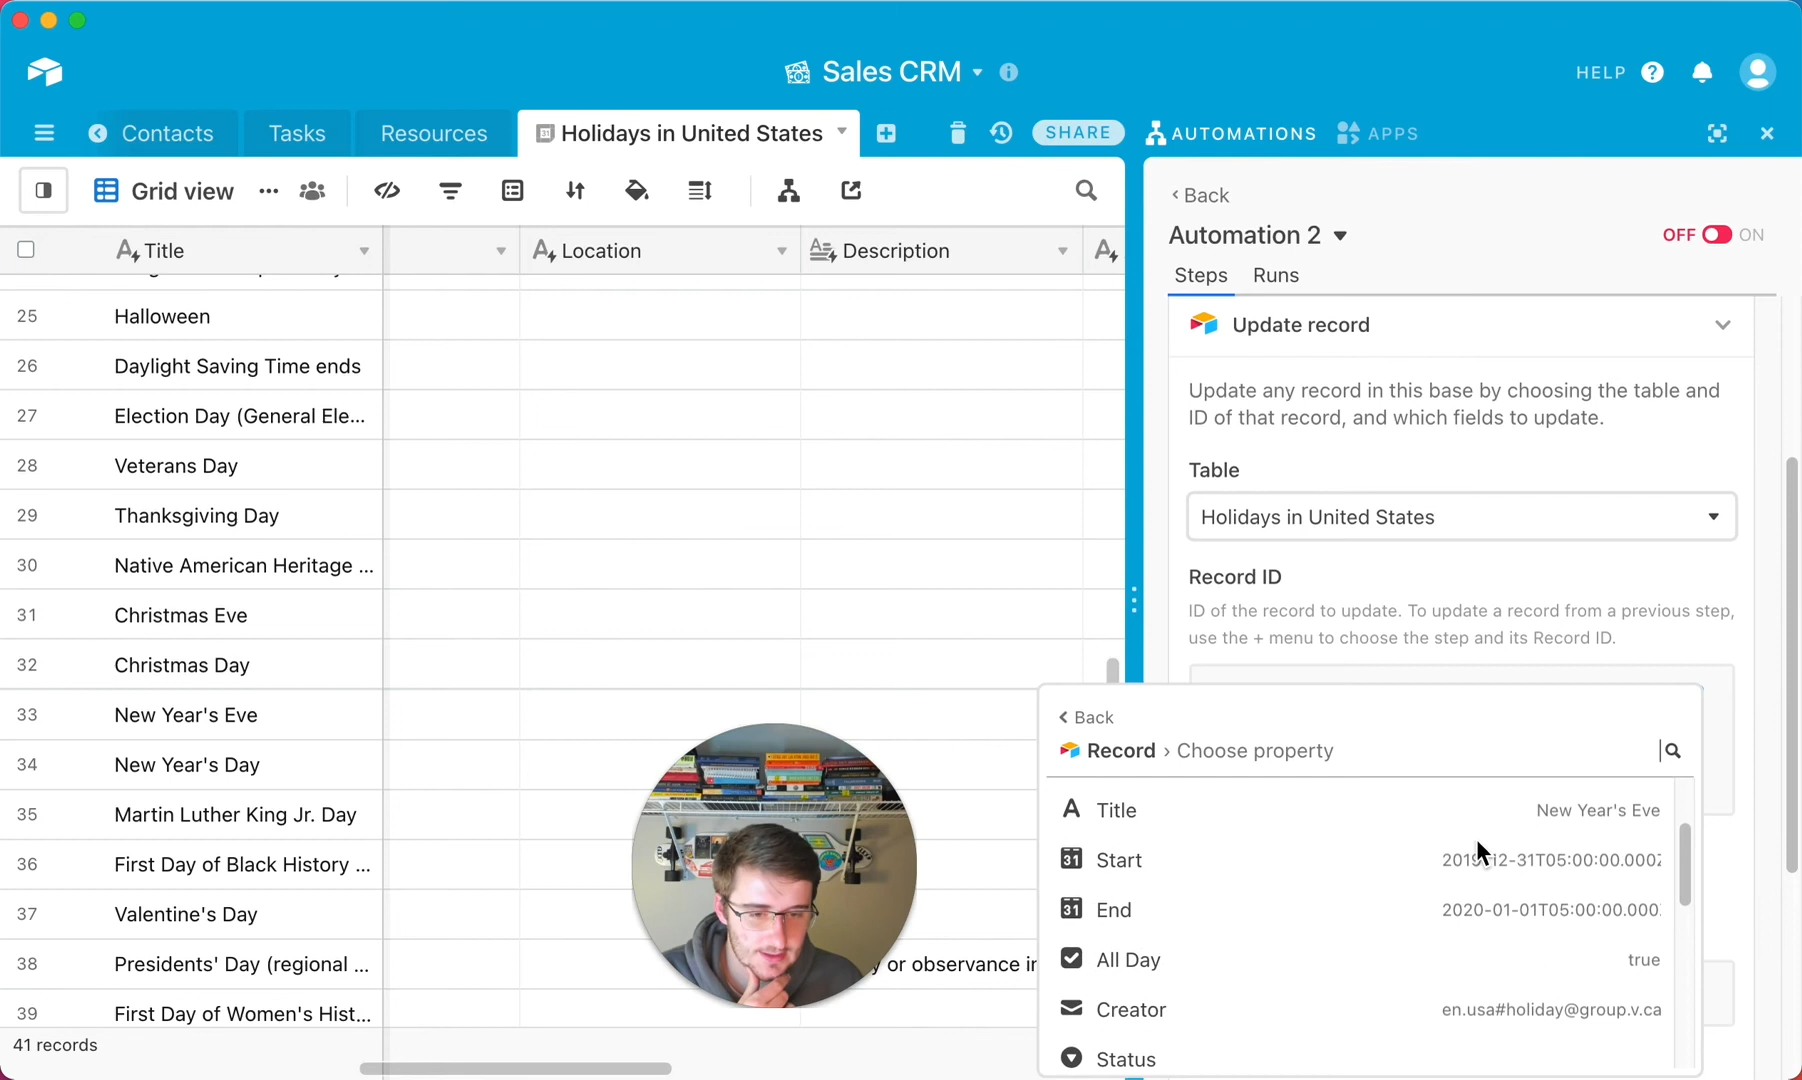 Sales CRM
HELP
Contacts
Tasks
Resources
Holidays in United States
SHARE
AUTOMATIONS
APPS
Grid view
Title
Location
Description
25 Halloween
26 Daylight Saving Time ends
27 Election Day (General Ele...
28 Veterans Day
29 Thanksgiving Day
30 Native American Heritage ...
31 Christmas Eve
32 Christmas Day
33 New Year's Eve
34 New Year's Day
35 Martin Luther King Jr. Day
36 First Day of Black History ...
37 Valentine's Day
38 Presidents' Day (regional ...
or observance in
39 First Day of Women's Hist...
41 records
Back
Automation 2
OFF
ON
Steps
Runs
Update record
Update any record in this base by choosing the table and
ID of that record, and which fields to update.
Table
Holidays in United States
Record ID
ID of the record to update. To update a record from a previous step,
use the + menu to choose the step and its Record ID.
Back
Record › Choose property
Title New Year's Eve
31 Start
31 End 2020-01-01T05:00:00.000
All Day true
Creator en.usa#holiday@group.v.ca
Status